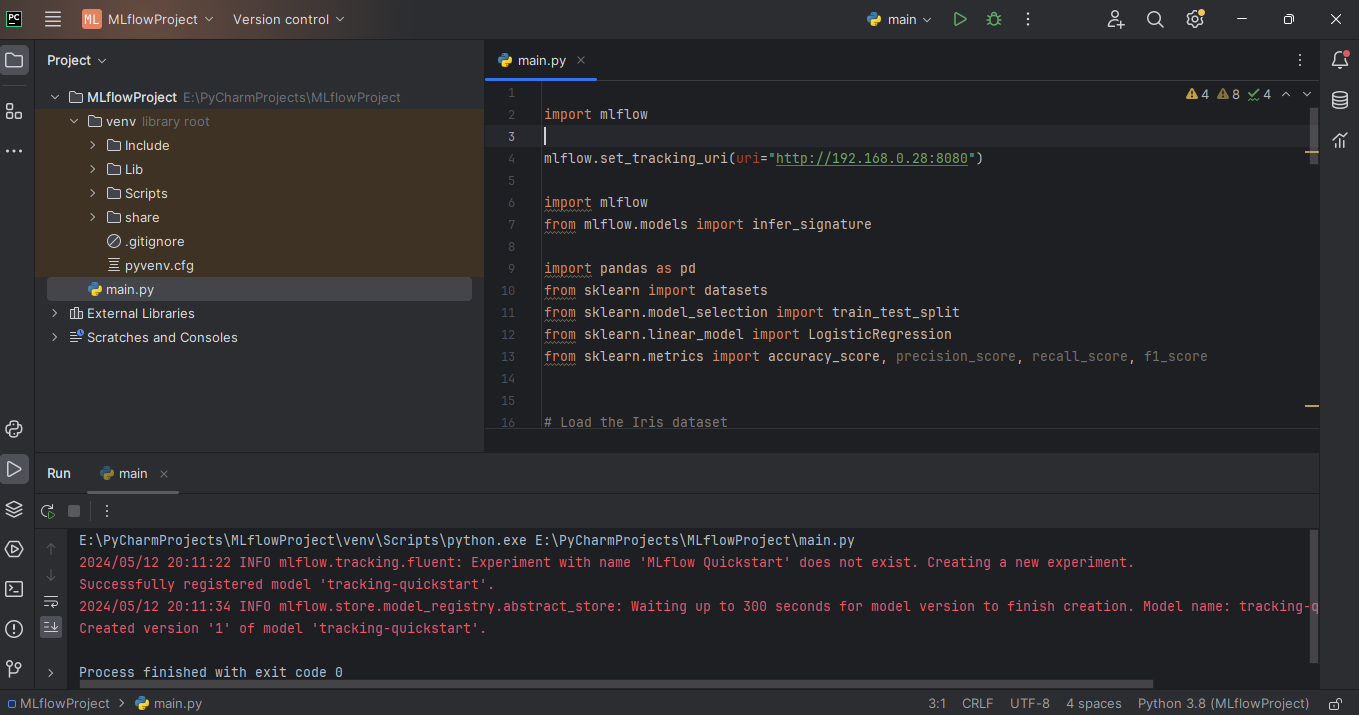 PC
ML MLflowProject Version control main
Project
main.py
MLflowProject E:\PyCharmProjects\MLflowProject
venv library root
Include
Lib
Scripts
share
.gitignore
pyvenv.cfg
main.py
External Libraries
Scratches and Consoles
4 8 4
1
2 import mlflow
3
4 mlflow.set_tracking_uri(uri="http://192.168.0.28:8080")
5
6 import mlflow
7 from mlflow.models import infer_signature
8
9 import pandas as pd
10 from sklearn import datasets
11 from sklearn.model_selection import train_test_split
12 from sklearn.linear_model import LogisticRegression
13 from sklearn.metrics import accuracy_score, precision_score, recall_score, f1_score
14
15
16 # Load the Iris dataset
Run main
E:\PyCharmProjects\MLflowProject\venv\Scripts\python.exe E:\PyCharmProjects\MLflowProject\main.py
2024/05/12 20:11:22 INFO mlflow.tracking.fluent: Experiment with name 'MLflow Quickstart' does not exist. Creating a new experiment.
Successfully registered model 'tracking-quickstart'.
2024/05/12 20:11:34 INFO mlflow.store.model_registry.abstract_store: Waiting up to 300 seconds for model version to finish creation. Model name: tracking-q
Created version '1' of model 'tracking-quickstart'.
Process finished with exit code 0
MLflowProject main.py 3:1 CRLF UTF-8 4 spaces Python 3.8 (MLflowProject)